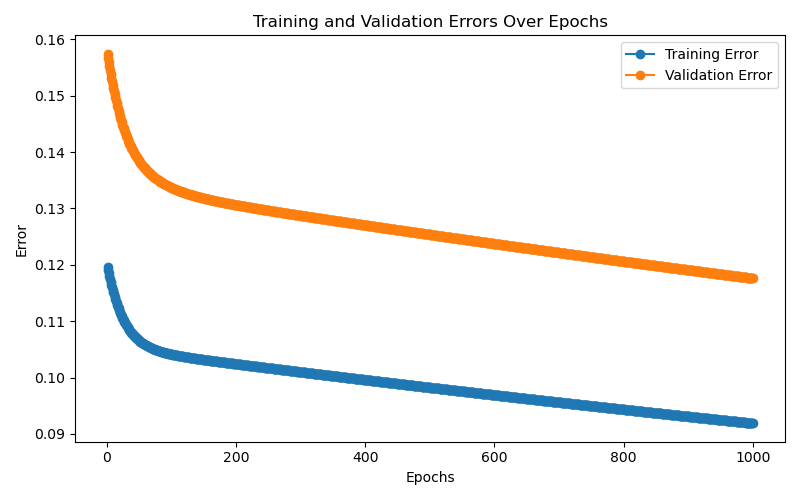 Training and Validation Errors Over Epochs
Training Error
Validation Error
Error
0.16
0.15
0.14
0.13
0.12
0.11
0.10
0.09
0
200
400
600
800
1000
Epochs